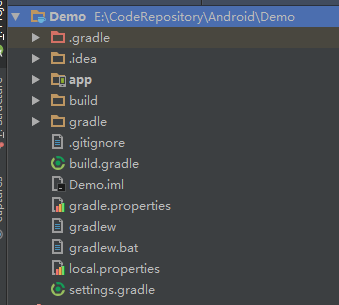 Demo E:\CodeRepository\Android\Demo
.gradle
.idea
app
build
gradle
.gitignore
build.gradle
Demo.iml
gradle.properties
gradlew
gradlew.bat
local.properties
settings.gradle